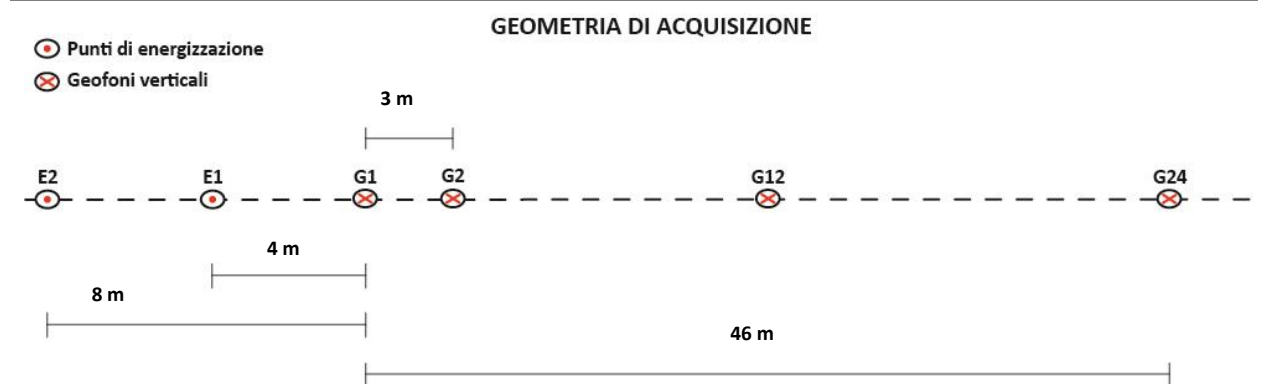 GEOMETRIA DI ACQUISIZIONE
Punti di energizzazione
Geofoni verticali
3 m
E2 E1 G1 G2 G12 G24
4 m
8 m
46 m